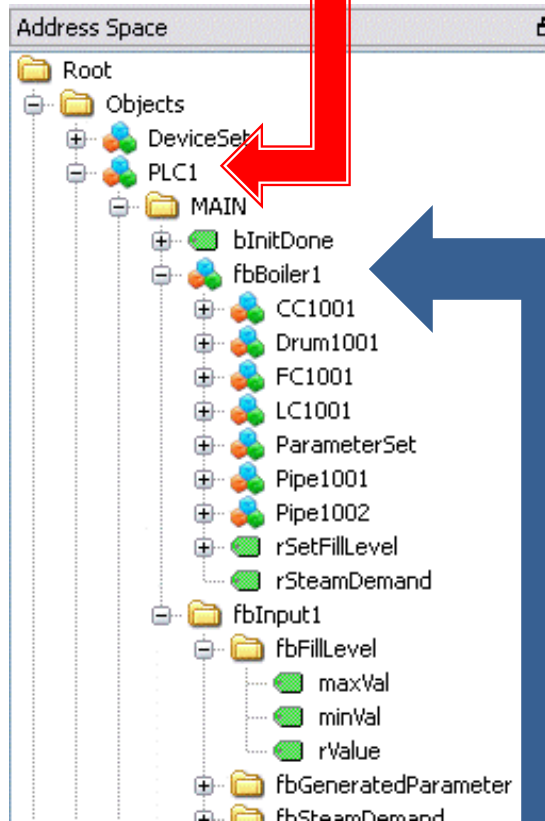 Address Space
Root
Objects
DeviceSet
PLC1
MAIN
bInitDone
fbBoiler1
CC1001
Drum1001
FC1001
LC1001
ParameterSet
Pipe1001
Pipe1002
rSetFillLevel
rSteamDemand
fbInput1
fbFillLevel
maxVal
minVal
rValue
fbGeneratedParameter
fbSteamDemand